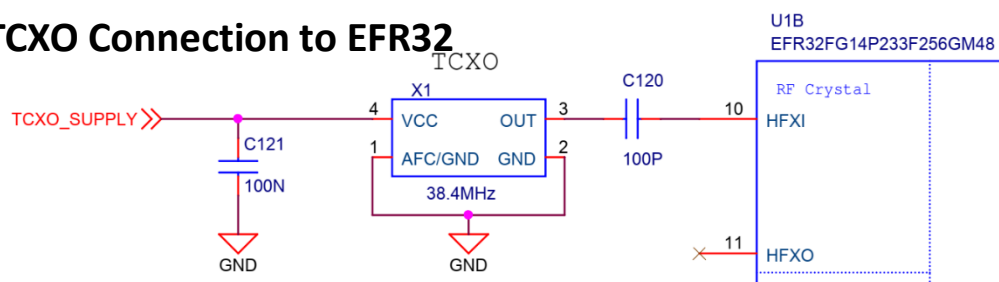 TCXO Connection to EFR32
TCXO
U1B
EFR32FG14P233F256GM48
RF Crystal
TCXO_SUPPLY
C121
100N
GND
X1
4
VCC
OUT
3
1
AFC/GND
GND
2
38.4MHz
GND
C120
100P
10
HFXI
11
HFXO